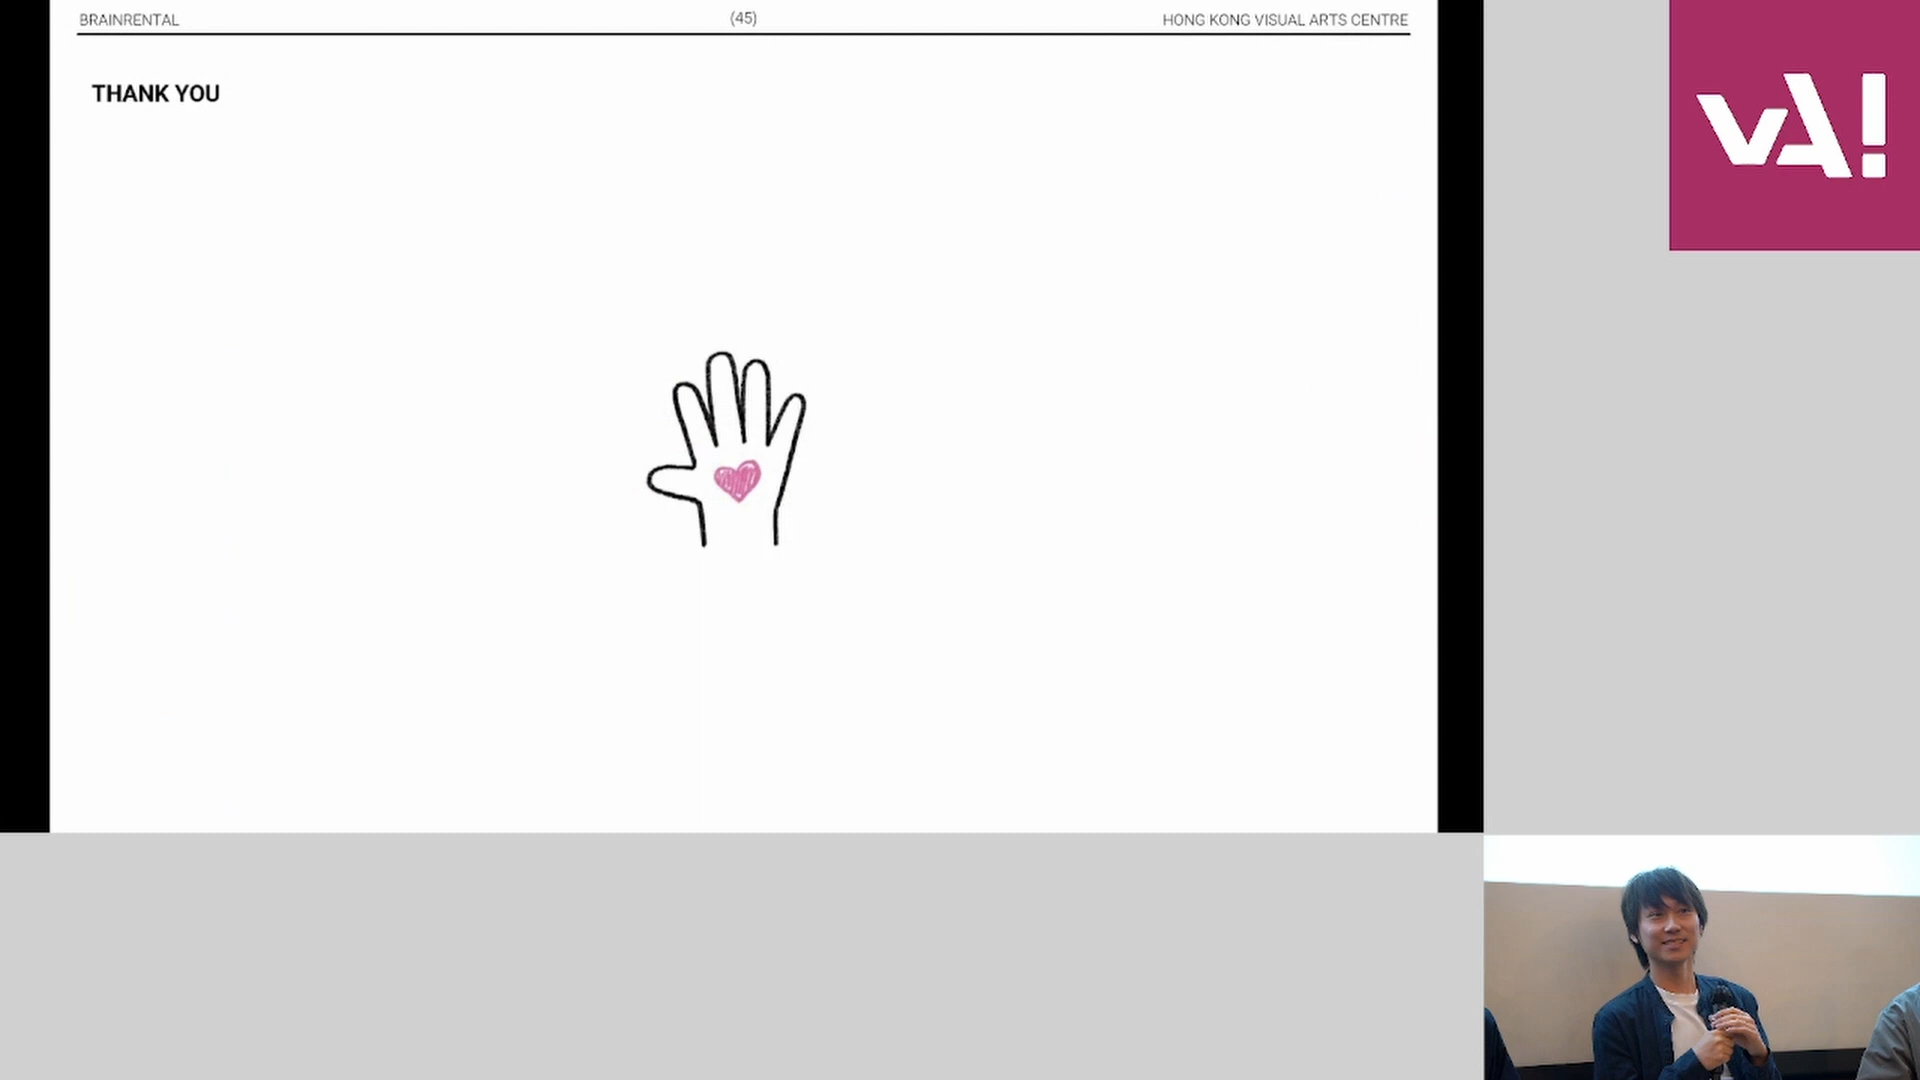 BRAINRENTAL
(45)
HONG KONG VISUAL ARTS CENTRE
THANK YOU
vA!